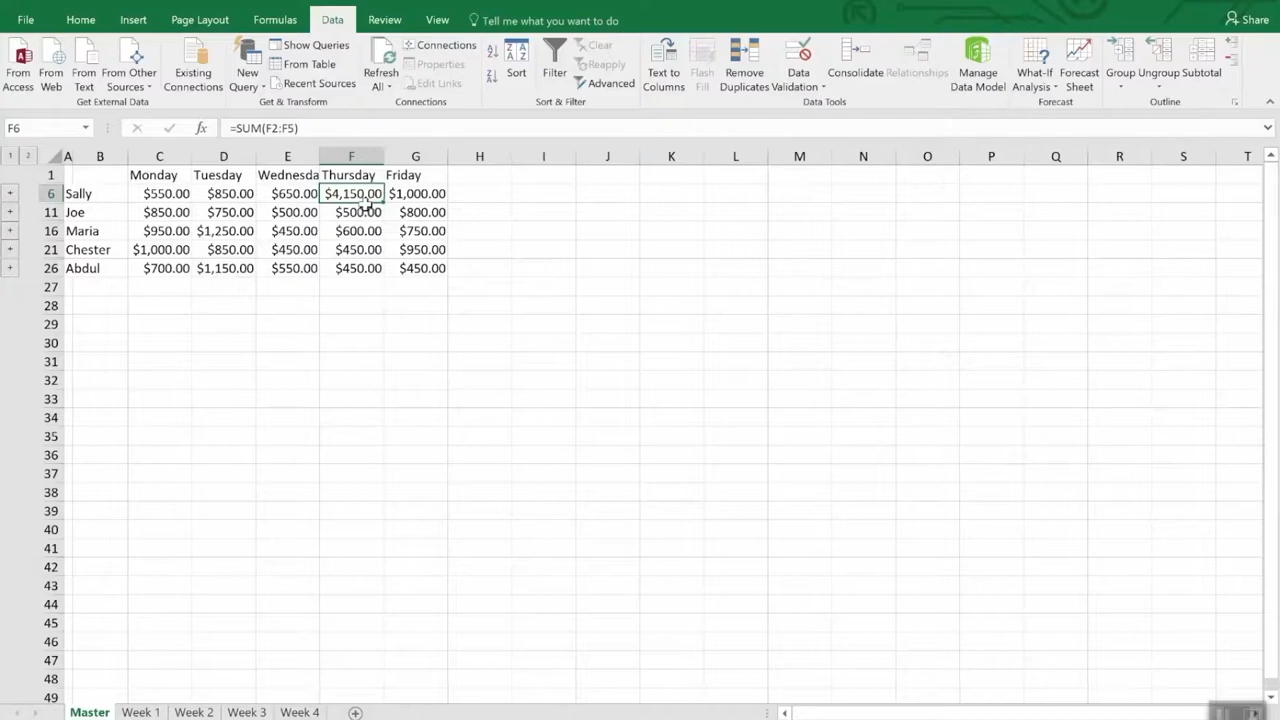 File Home Insert Page Layout Formulas Data Review View Tell me what you want to do Share
From Access
From Web
From Text
From Other Sources
Existing Connections
Get External Data
New Query
Show Queries
From Table
Recent Sources
Get & Transform
Refresh All
Connections
Properties
Edit Links
Connections
Sort
Filter
Clear
Reapply
Advanced
Sort & Filter
Text to Columns
Flash Fill
Remove Duplicates
Data Validation
Consolidate
Relationships
Manage Data Model
Data Tools
What-If Analysis
Forecast Sheet
Forecast
Group
Ungroup
Subtotal
Outline
F6 fx =SUM(F2:F5)
1 2 A B C D E F G H I J K L M N O P Q R S T
1 Monday Tuesday Wednesda Thursday Friday
6 Sally $550.00 $850.00 $650.00 $4,150.00 $1,000.00
11 Joe $850.00 $750.00 $500.00 $500.00 $800.00
16 Maria $950.00 $1,250.00 $450.00 $600.00 $750.00
21 Chester $1,000.00 $850.00 $450.00 $450.00 $950.00
26 Abdul $700.00 $1,150.00 $550.00 $450.00 $450.00
27
28
29
30
31
32
33
34
35
36
37
38
39
40
41
42
43
44
45
46
47
48
49
Master Week 1 Week 2 Week 3 Week 4